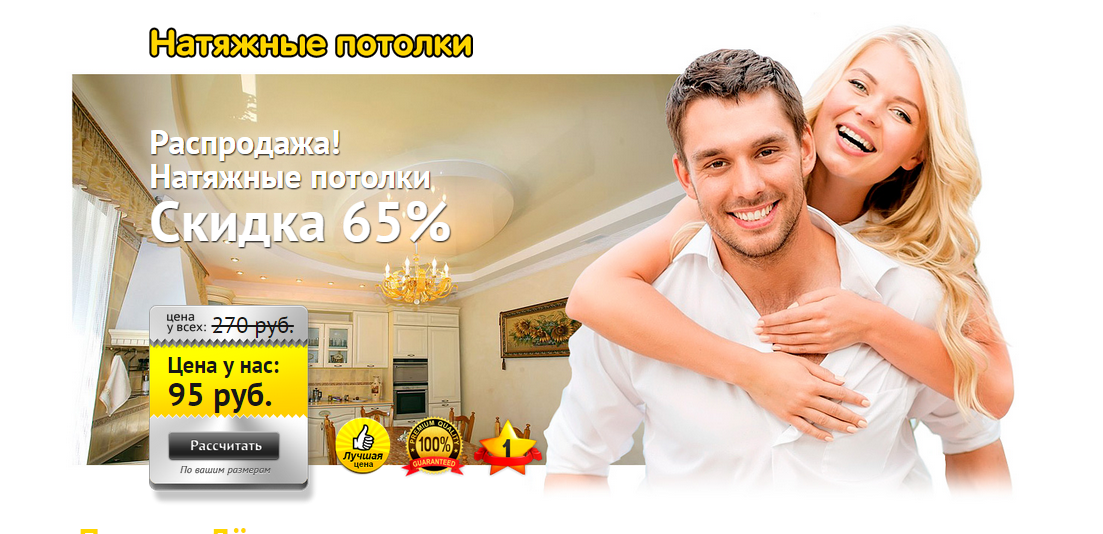 Натяжные потолки
Распродажа!
Натяжные потолки
Скидка 65%
цена
у всех: 270 руб.
Цена у нас:
95 руб.
Рассчитать
По вашим размерам
Лучшая
цена
PREMIUM QUALITY
100%
GUARANTEED
1